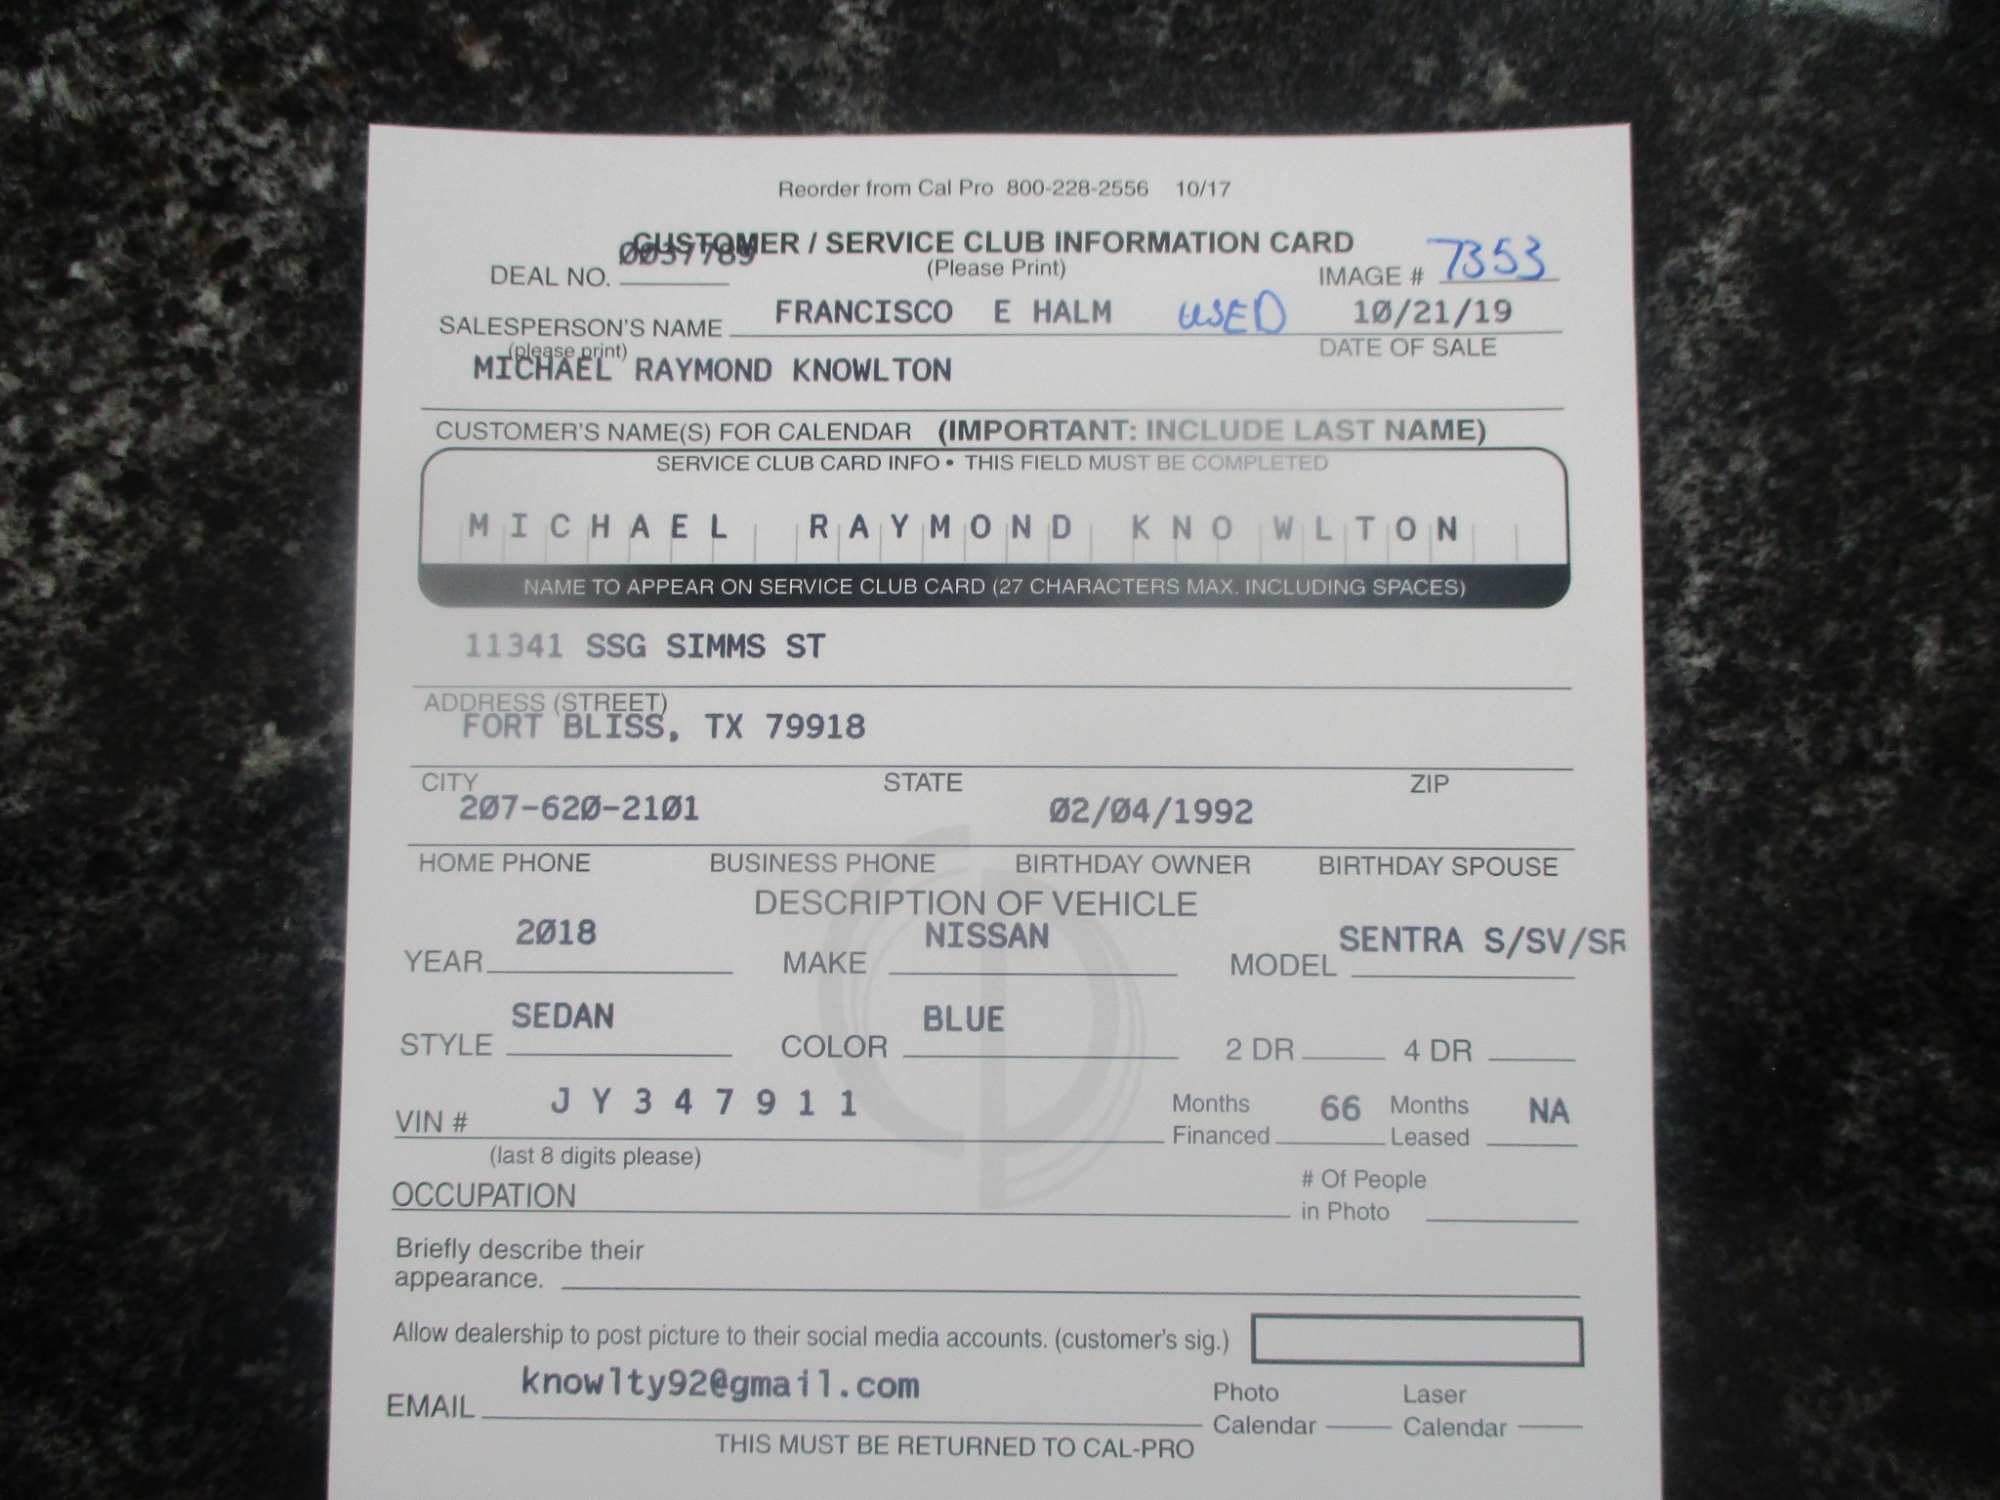 Reorder from Cal Pro 800-228-2556 10/17
CUSTOMER / SERVICE CLUB INFORMATION CARD
(Please Print)
DEAL NO. 0037789 IMAGE # 7353
SALESPERSON'S NAME FRANCISCO E HALM USED 10/21/19
(please print) DATE OF SALE
MICHAEL RAYMOND KNOWLTON
CUSTOMER'S NAME(S) FOR CALENDAR (IMPORTANT: INCLUDE LAST NAME)
SERVICE CLUB CARD INFO • THIS FIELD MUST BE COMPLETED
MICHAEL RAYMOND KNOWLTON
NAME TO APPEAR ON SERVICE CLUB CARD (27 CHARACTERS MAX. INCLUDING SPACES)
11341 SSG SIMMS ST
ADDRESS (STREET)
FORT BLISS, TX 79918
CITY STATE ZIP
207-620-2101 02/04/1992
HOME PHONE BUSINESS PHONE BIRTHDAY OWNER BIRTHDAY SPOUSE
DESCRIPTION OF VEHICLE
YEAR 2018 MAKE NISSAN MODEL SENTRA S/SV/SR
STYLE SEDAN COLOR BLUE 2 DR 4 DR
VIN # JY347911 Months Financed 66 Months Leased NA
(last 8 digits please)
OCCUPATION # Of People in Photo
Briefly describe their
appearance.
Allow dealership to post picture to their social media accounts. (customer's sig.)
EMAIL knowlty92@gmail.com Photo Calendar Laser Calendar
THIS MUST BE RETURNED TO CAL-PRO